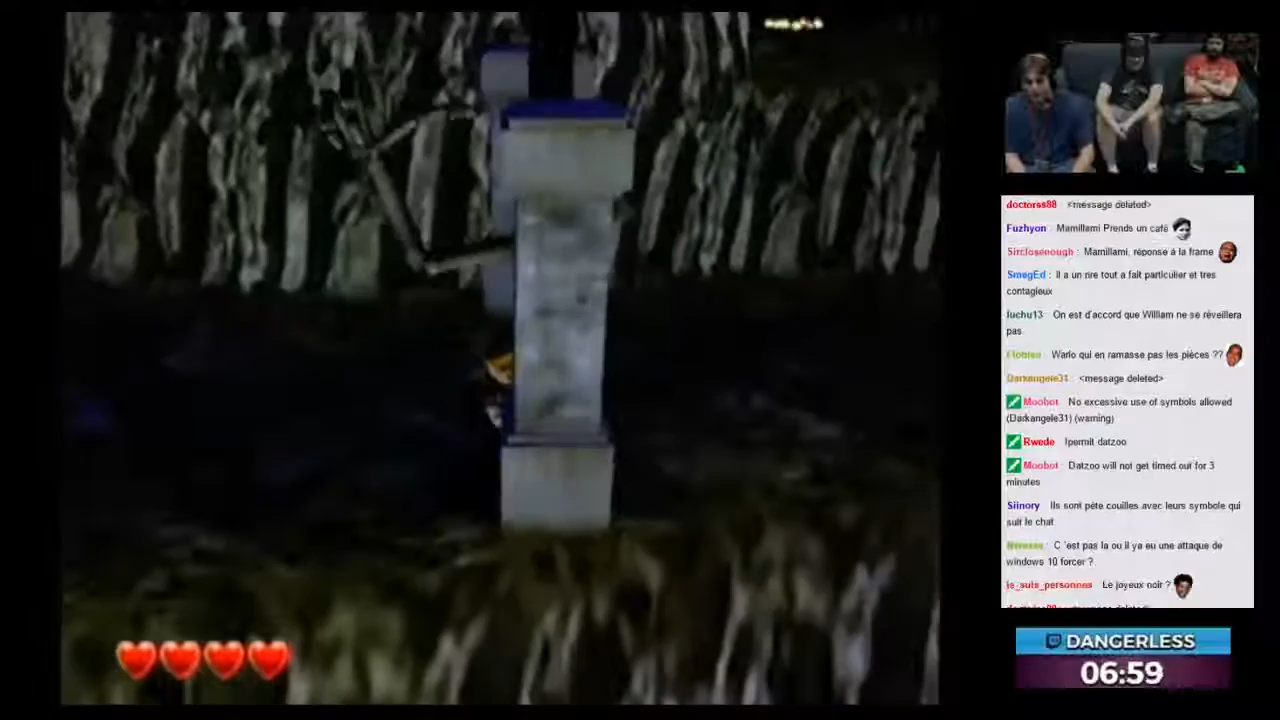 doctorss88 <message deleted>
Fuzhyon : Mamillami Prends un café
Sirclosenough : Mamillami, réponse à la frame
SmegEd : Il a un rire tout a fait particulier et tres
contagieux
luchu13 On est d'accord que William ne se réveillera
pas
Wario qui en ramasse pas les pièces ??
Darkangele31 : <message deleted>
Moobot No excessive use of symbols allowed
(Darkangele31) (warning)
Rwede !permit datzoo
Moobot Datzoo will not get timed out for 3
minutes
Siinory Ils sont pète couilles avec leurs symbole qui
suit le chat
C 'est pas la ou il ya eu une attaque de
windows 10 forcer ?
je_suis_personnes Le joyeux noir ?
DANGERLESS
06:59